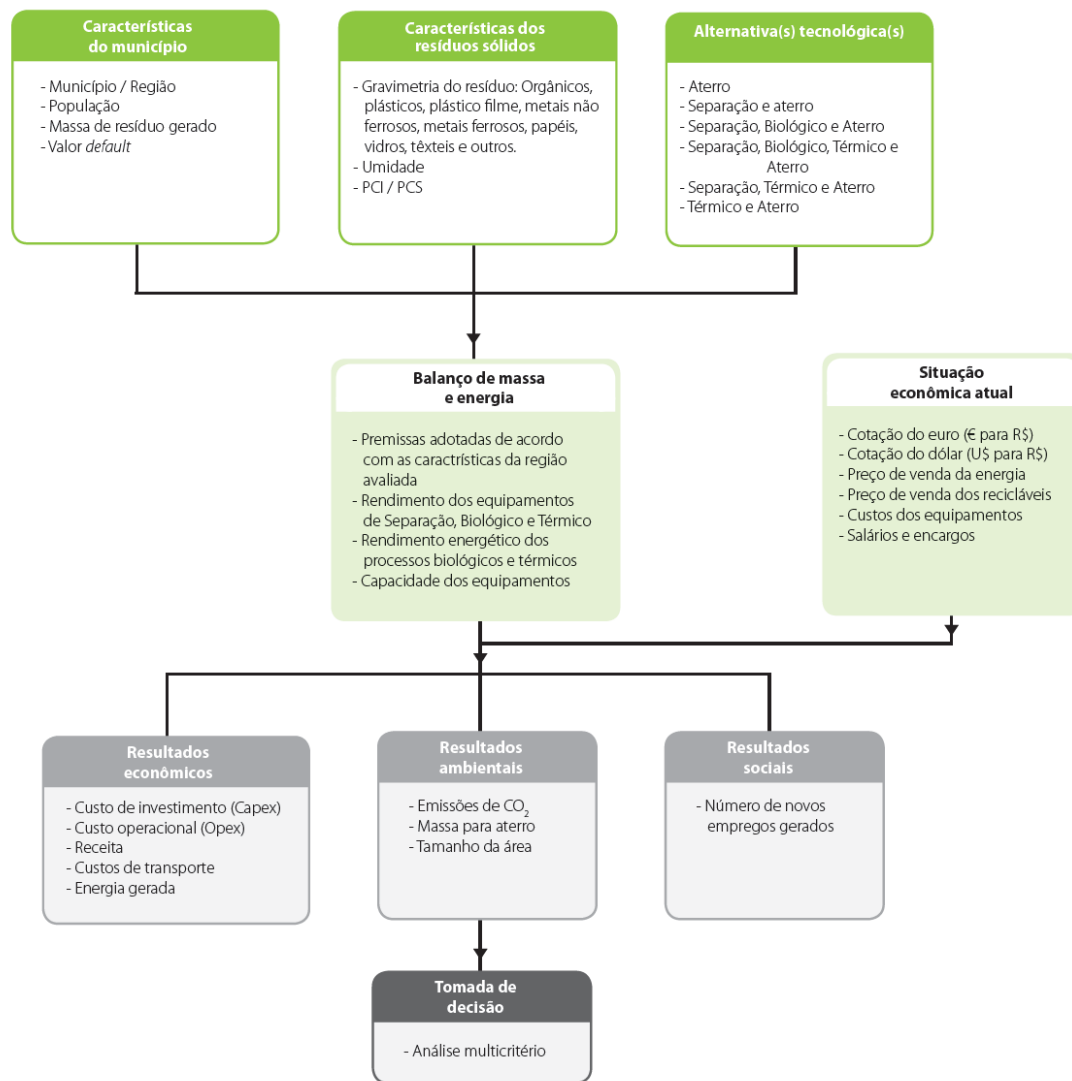 Características
do município
- Município / Região
- População
- Massa de resíduo gerado
- Valor default
Características dos
resíduos sólidos
- Gravimetria do resíduo: Orgânicos,
plásticos, plástico filme, metais não
ferrosos, metais ferrosos, papéis,
vidros, têxteis e outros.
- Umidade
- PCI / PCS
Alternativa(s) tecnológica(s)
- Aterro
- Separação e aterro
- Separação, Biológico e Aterro
- Separação, Biológico, Térmico e
Aterro
- Separação, Térmico e Aterro
- Térmico e Aterro
Balanço de massa
e energia
- Premissas adotadas de acordo
com as caractrísticas da região
avaliada
- Rendimento dos equipamentos
de Separação, Biológico e Térmico
- Rendimento energético dos
processos biológicos e térmicos
- Capacidade dos equipamentos
Situação
econômica atual
- Cotação do euro (€ para R$)
- Cotação do dólar (U$ para R$)
- Preço de venda da energia
- Preço de venda dos recicláveis
- Custos dos equipamentos
- Salários e encargos
Resultados
econômicos
- Custo de investimento (Capex)
- Custo operacional (Opex)
- Receita
- Custos de transporte
- Energia gerada
Resultados
ambientais
- Emissões de CO₂
- Massa para aterro
- Tamanho da área
Resultados
sociais
- Número de novos
empregos gerados
Tomada de
decisão
- Análise multicritério